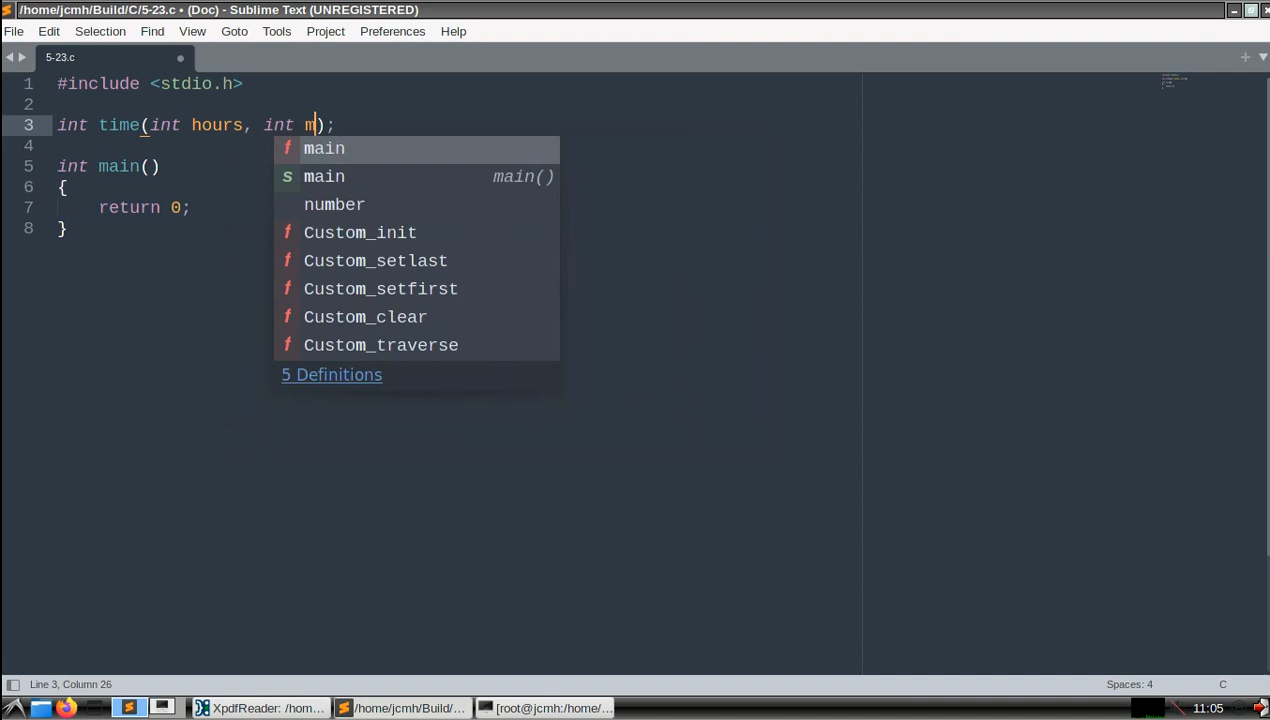 /home/jcmh/Build/C/5-23.c • (Doc) - Sublime Text (UNREGISTERED)
File Edit Selection Find View Goto Tools Project Preferences Help
5-23.c
1 #include <stdio.h>
2
3 int time(int hours, int m);
4
5 int main()
6 {
7 return 0;
8 }
f main
s main main()
number
f Custom_init
f Custom_setlast
f Custom_setfirst
f Custom_clear
f Custom_traverse
5 Definitions
Line 3, Column 26 Spaces: 4 C
XpdfReader: /hom... /home/jcmh/Build/... [root@jcmh:/home/... 11:05